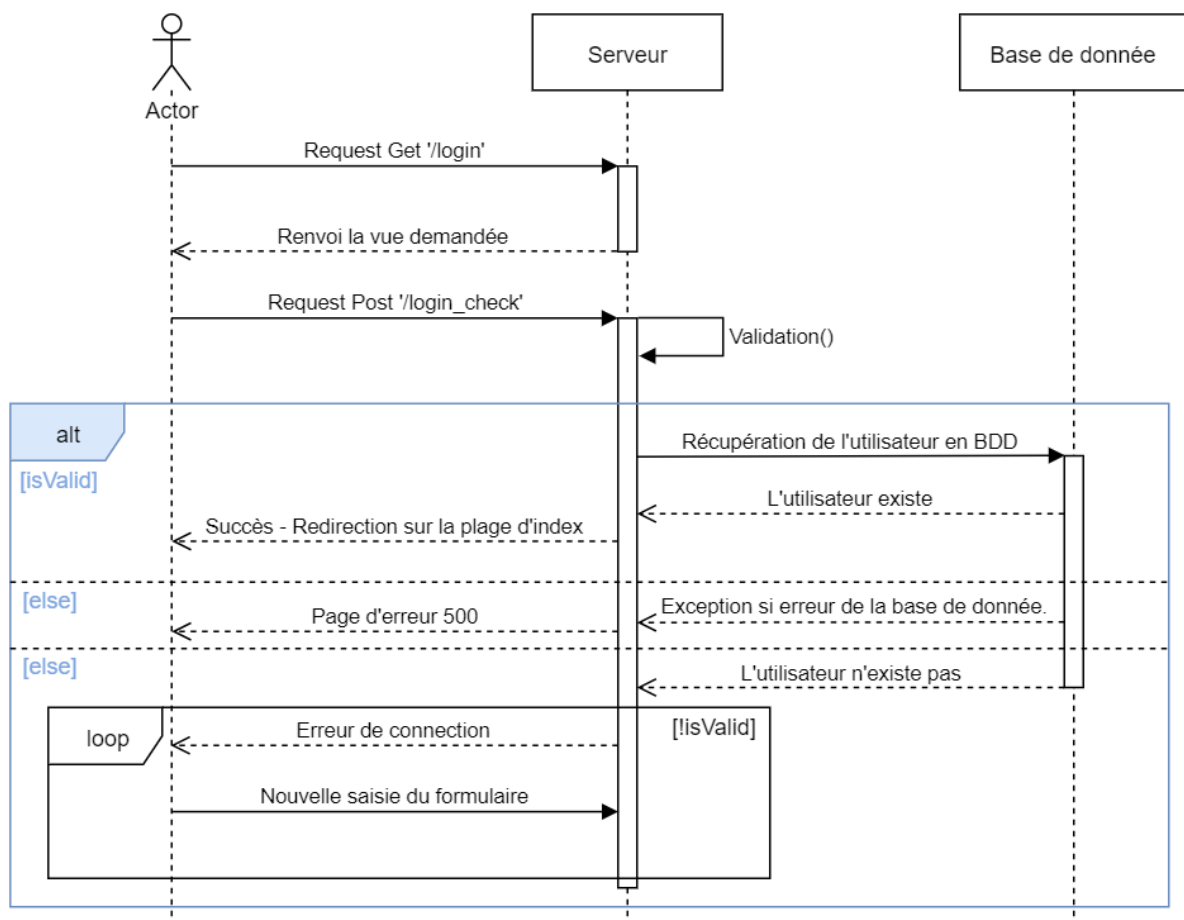 Serveur
Base de donnée
Actor
Request Get '/login'
Renvoi la vue demandée
Request Post '/login_check'
Validation()
alt
Récupération de l'utilisateur en BDD
[isValid]
L'utilisateur existe
Succès - Redirection sur la plage d'index
[else]
Exception si erreur de la base de donnée.
Page d'erreur 500
[else]
L'utilisateur n'existe pas
loop
Erreur de connection
[!isValid]
Nouvelle saisie du formulaire